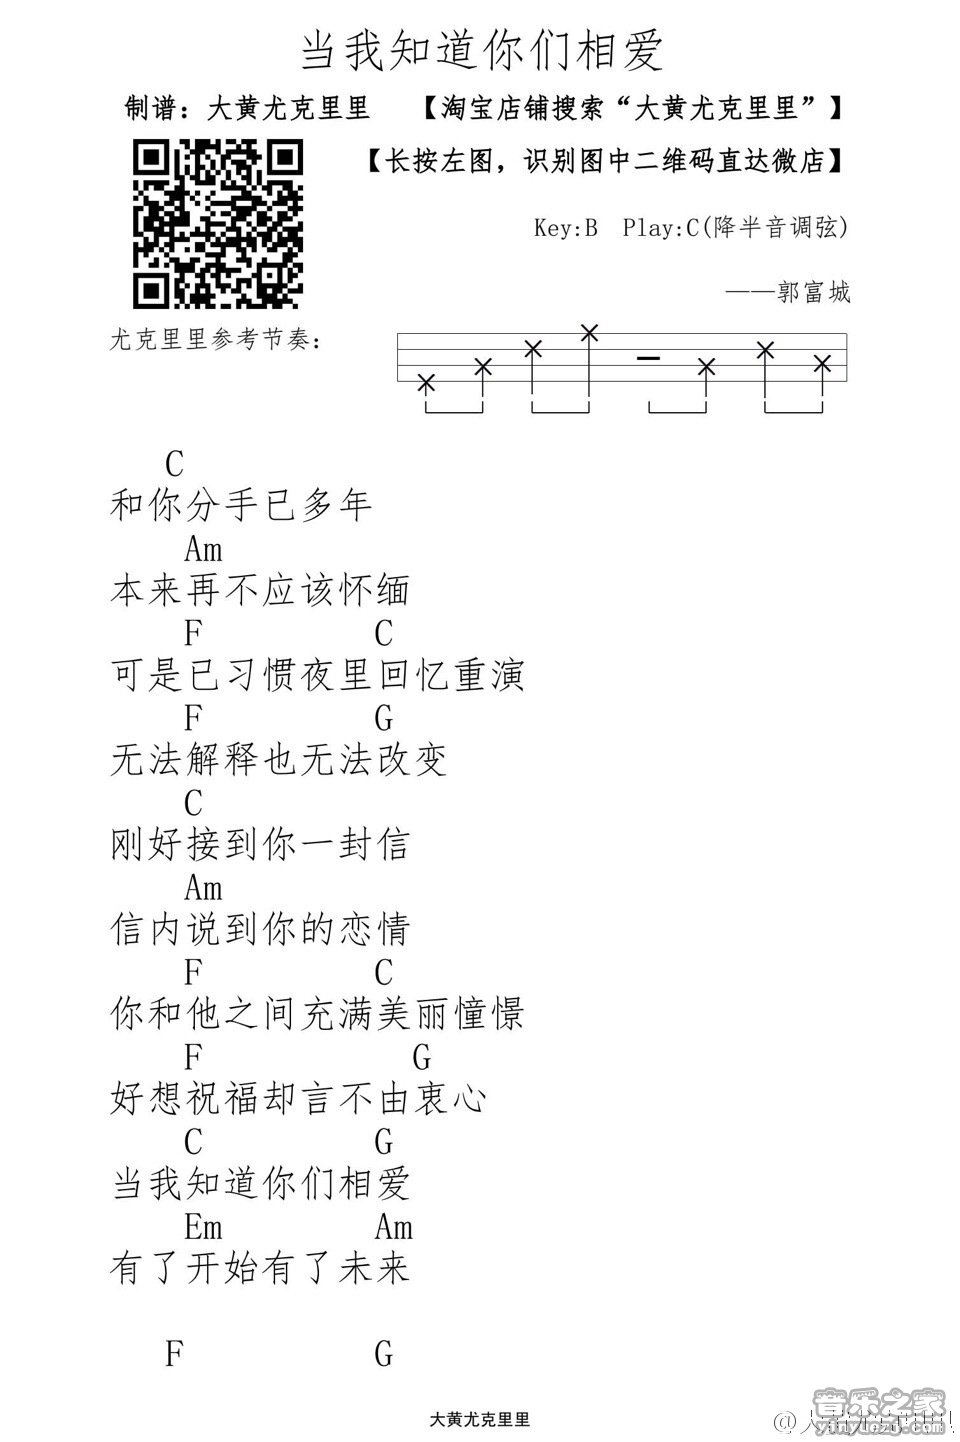 当我知道你们相爱
制谱：大黄尤克里里 【淘宝店铺搜索“大黄尤克里里”】
【长按左图，识别图中二维码直达微店】
Key:B Play:C(降半音调弦)
——郭富城
尤克里里参考节奏：
C
和你分手已多年
Am
本来再不应该怀缅
F C
可是已习惯夜里回忆重演
F G
无法解释也无法改变
C
刚好接到你一封信
Am
信内说到你的恋情
F C
你和他之间充满美丽憧憬
F G
好想祝福却言不由衷心
C G
当我知道你们相爱
Em Am
有了开始有了未来
F G
大黄尤克里里
音乐之家
yinyuezj.com